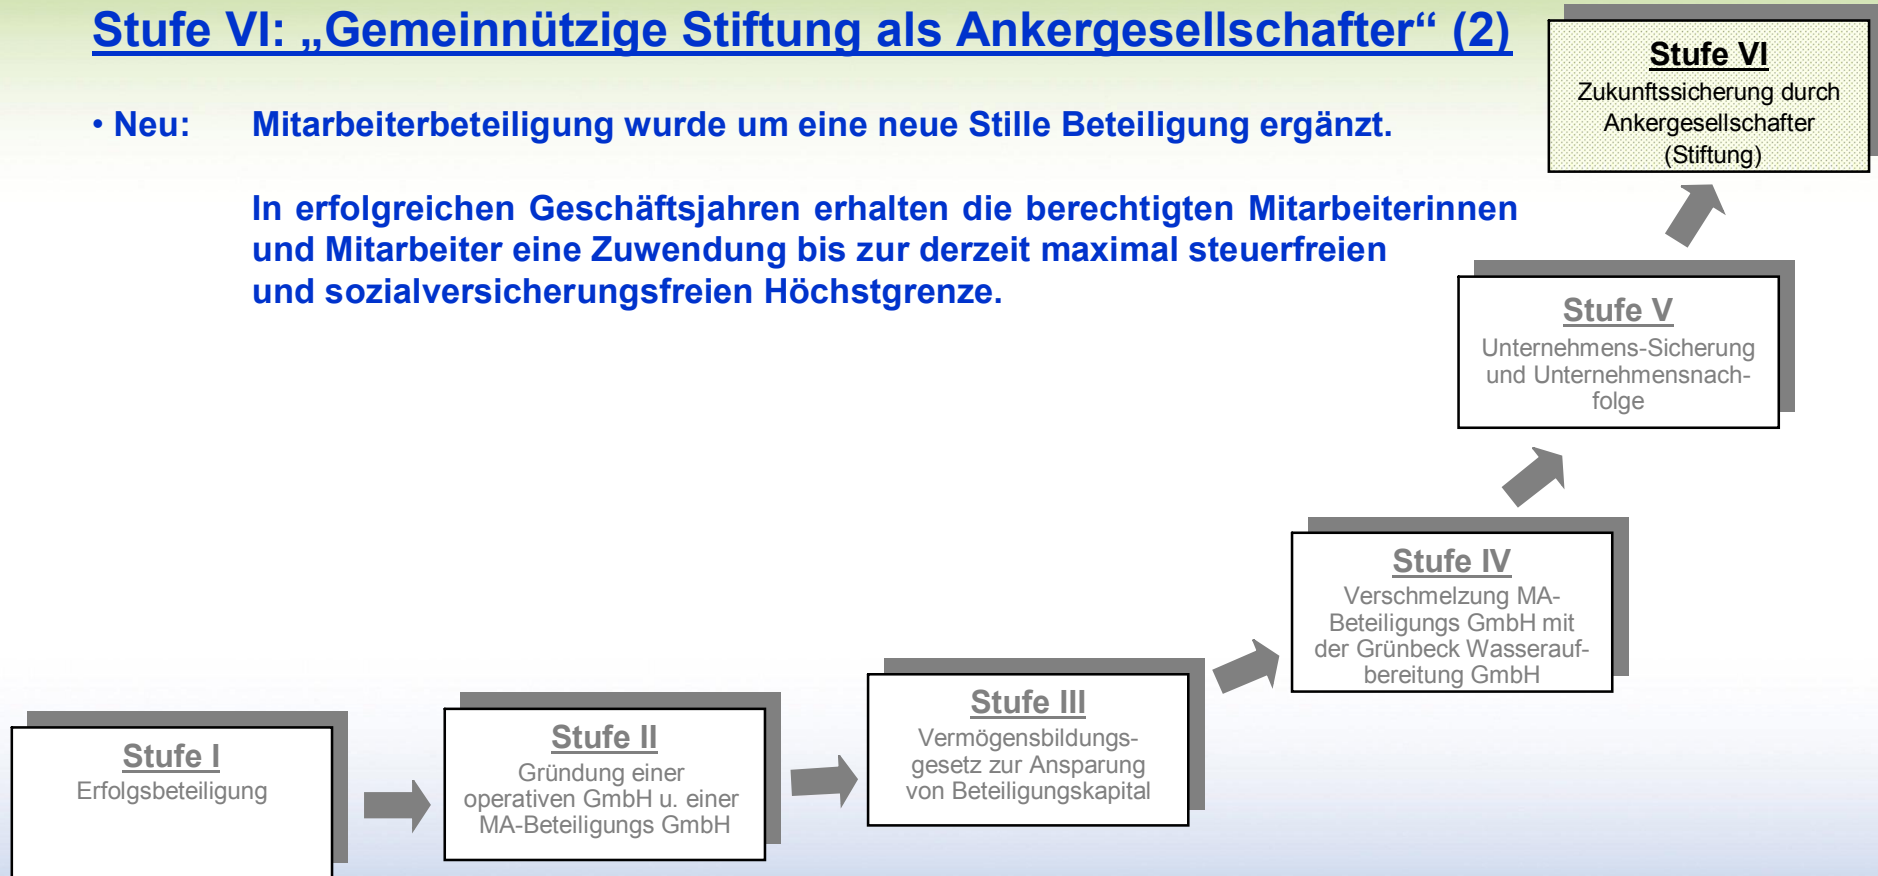 Stufe VI: „Gemeinnützige Stiftung als Ankergesellschafter“ (2)
• Neu: Mitarbeiterbeteiligung wurde um eine neue Stille Beteiligung ergänzt.
In erfolgreichen Geschäftsjahren erhalten die berechtigten Mitarbeiterinnen
und Mitarbeiter eine Zuwendung bis zur derzeit maximal steuerfreien
und sozialversicherungsfreien Höchstgrenze.
Stufe I
Erfolgsbeteiligung
Stufe II
Gründung einer
operativen GmbH u. einer
MA-Beteiligungs GmbH
Stufe III
Vermögensbildungs-
gesetz zur Ansparung
von Beteiligungskapital
Stufe IV
Verschmelzung MA-
Beteiligungs GmbH mit
der Grünbeck Wasserauf-
bereitung GmbH
Stufe V
Unternehmens-Sicherung
und Unternehmensnach-
folge
Stufe VI
Zukunftssicherung durch
Ankergesellschafter
(Stiftung)